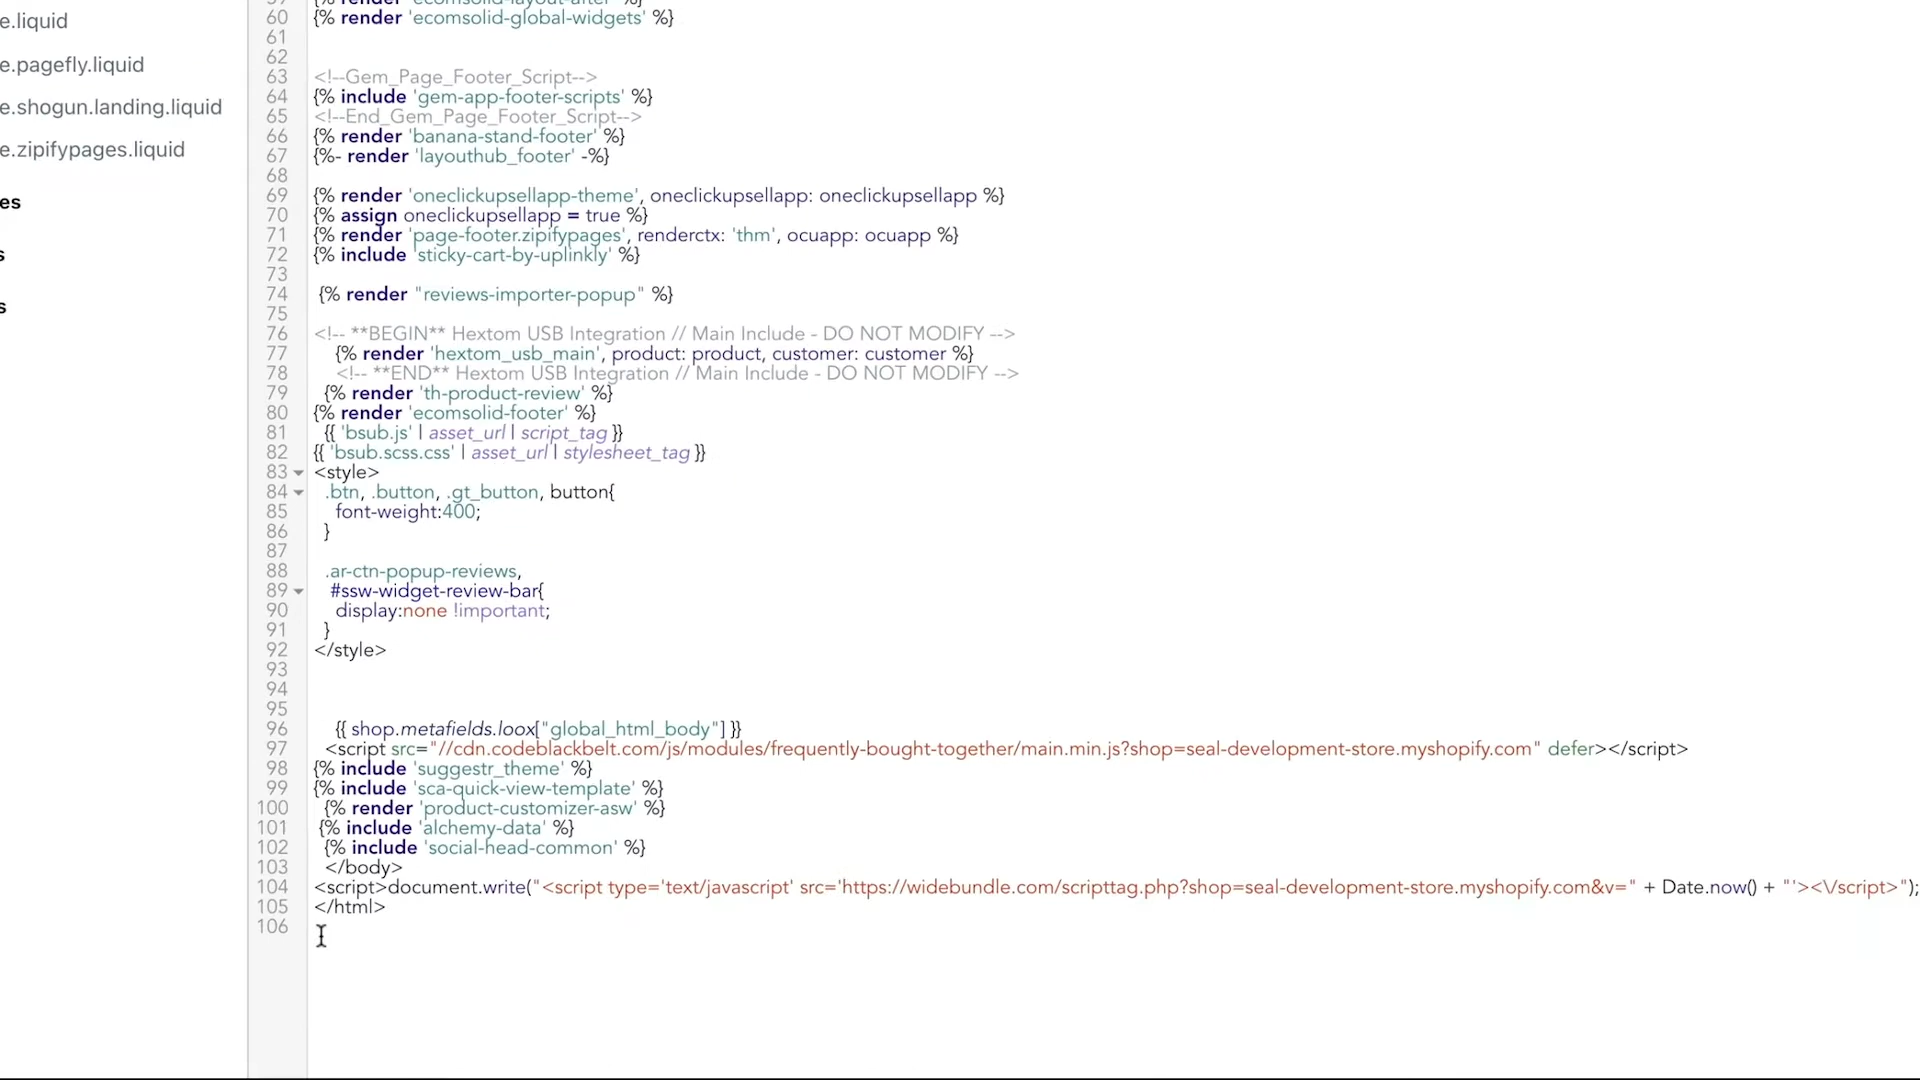 e.liquid
e.pagefly.liquid
e.shogun.landing.liquid
e.zipifypages.liquid
es
s
s
59 {% render 'ecomsolid-layout-after' %}
60 {% render 'ecomsolid-global-widgets' %}
61
62
63 <!--Gem_Page_Footer_Script-->
64 {% include 'gem-app-footer-scripts' %}
65 <!--End_Gem_Page_Footer_Script-->
66 {% render 'banana-stand-footer' %}
67 {%- render 'layouthub_footer' -%}
68
69 {% render 'oneclickupsellapp-theme', oneclickupsellapp: oneclickupsellapp %}
70 {% assign oneclickupsellapp = true %}
71 {% render 'page-footer.zipifypages', renderctx: 'thm', ocuapp: ocuapp %}
72 {% include 'sticky-cart-by-uplinkly' %}
73
74 {% render "reviews-importer-popup" %}
75
76 <!-- **BEGIN** Hextom USB Integration // Main Include - DO NOT MODIFY -->
77 {% render 'hextom_usb_main', product: product, customer: customer %}
78 <!-- **END** Hextom USB Integration // Main Include - DO NOT MODIFY -->
79 {% render 'th-product-review' %}
80 {% render 'ecomsolid-footer' %}
81 {{ 'bsub.js' | asset_url | script_tag }}
82 {{ 'bsub.scss.css' | asset_url | stylesheet_tag }}
83 <style>
84 .btn, .button, .gt_button, button{
85 font-weight:400;
86 }
87
88 .ar-ctn-popup-reviews,
89 #ssw-widget-review-bar{
90 display:none !important;
91 }
92 </style>
93
94
95
96 {{ shop.metafields.loox["global_html_body"] }}
97 <script src="//cdn.codeblackbelt.com/js/modules/frequently-bought-together/main.min.js?shop=seal-development-store.myshopify.com" defer></script>
98 {% include 'suggestr_theme' %}
99 {% include 'sca-quick-view-template' %}
100 {% render 'product-customizer-asw' %}
101 {% include 'alchemy-data' %}
102 {% include 'social-head-common' %}
103 </body>
104 <script>document.write("<script type='text/javascript' src='https://widebundle.com/scripttag.php?shop=seal-development-store.myshopify.com&v=" + Date.now() + "'><\/script>");
105 </html>
106